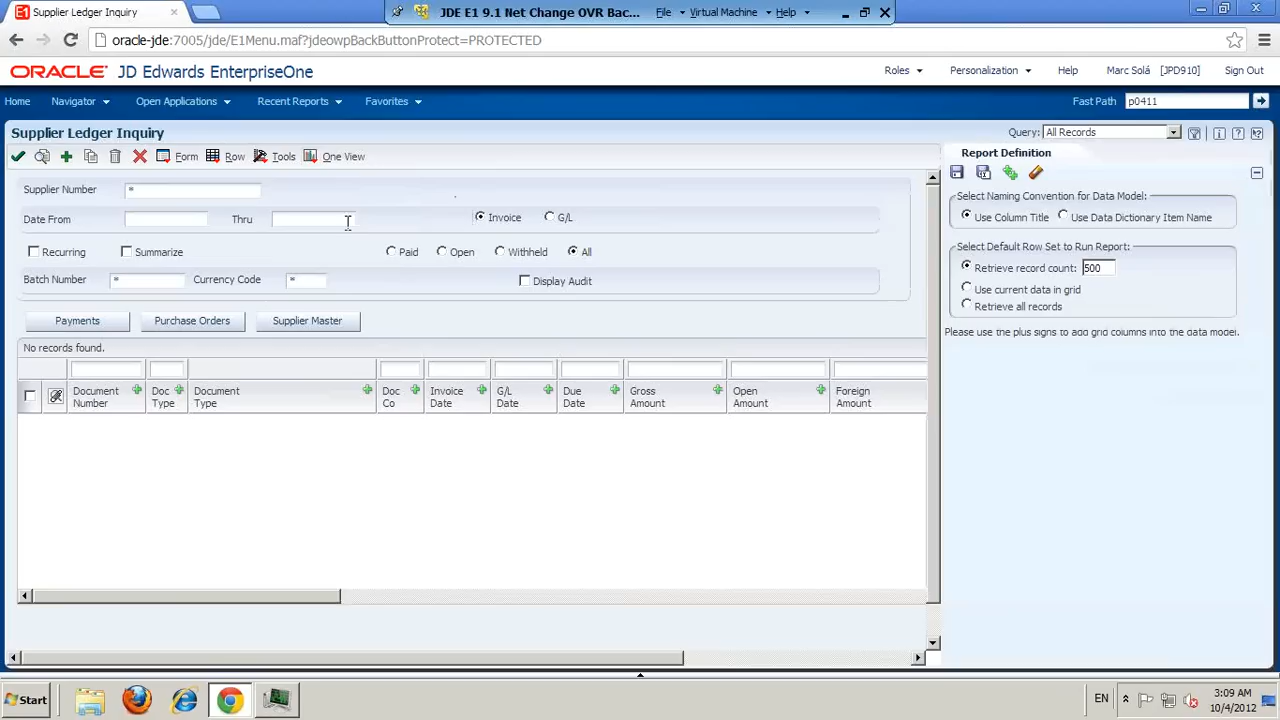 Supplier Ledger Inquiry
JDE E1 9.1 Net Change OVR Bac...
File
Virtual Machine
Help
oracle-jde:7005/jde/E1Menu.maf?jdeowpBackButtonProtect=PROTECTED
ORACLE JD Edwards EnterpriseOne
Roles
Personalization
Help
Marc Solá
[JPD910]
Sign Out
Home
Navigator
Open Applications
Recent Reports
Favorites
Fast Path
p0411
Supplier Ledger Inquiry
Query:
All Records
Form
Row
Tools
One View
Supplier Number
*
Date From
Thru
Invoice
G/L
Recurring
Summarize
Paid
Open
Withheld
All
Batch Number
*
Currency Code
*
Display Audit
Payments
Purchase Orders
Supplier Master
No records found.
Document Number
Doc Type
Document Type
Doc Co
Invoice Date
G/L Date
Due Date
Gross Amount
Open Amount
Foreign Amount
Report Definition
Select Naming Convention for Data Model:
Use Column Title
Use Data Dictionary Item Name
Select Default Row Set to Run Report:
Retrieve record count:
500
Use current data in grid
Retrieve all records
Please use the plus signs to add grid columns into the data model.
Start
EN
3:09 AM
10/4/2012